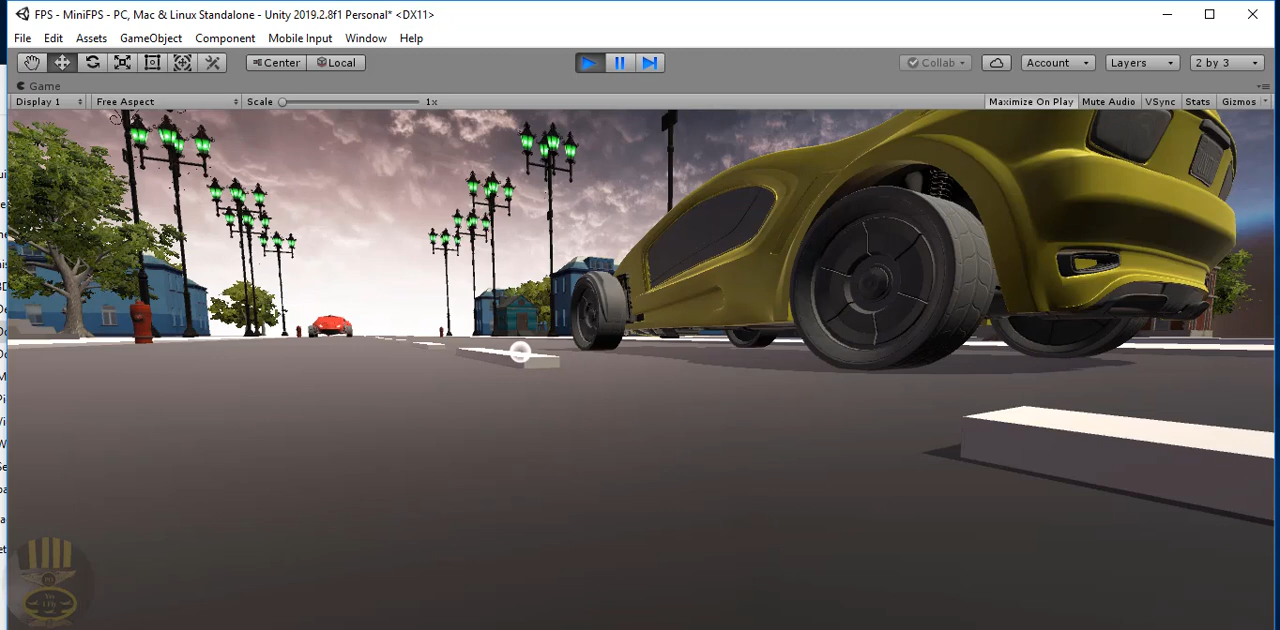 FPS - MiniFPS - PC, Mac & Linux Standalone - Unity 2019.2.8f1 Personal* <DX11>
File Edit Assets GameObject Component Mobile Input Window Help
Center Local Collab Account Layers 2 by 3
Game
Display 1 Free Aspect Scale 1x Maximize On Play Mute Audio VSync Stats Gizmos